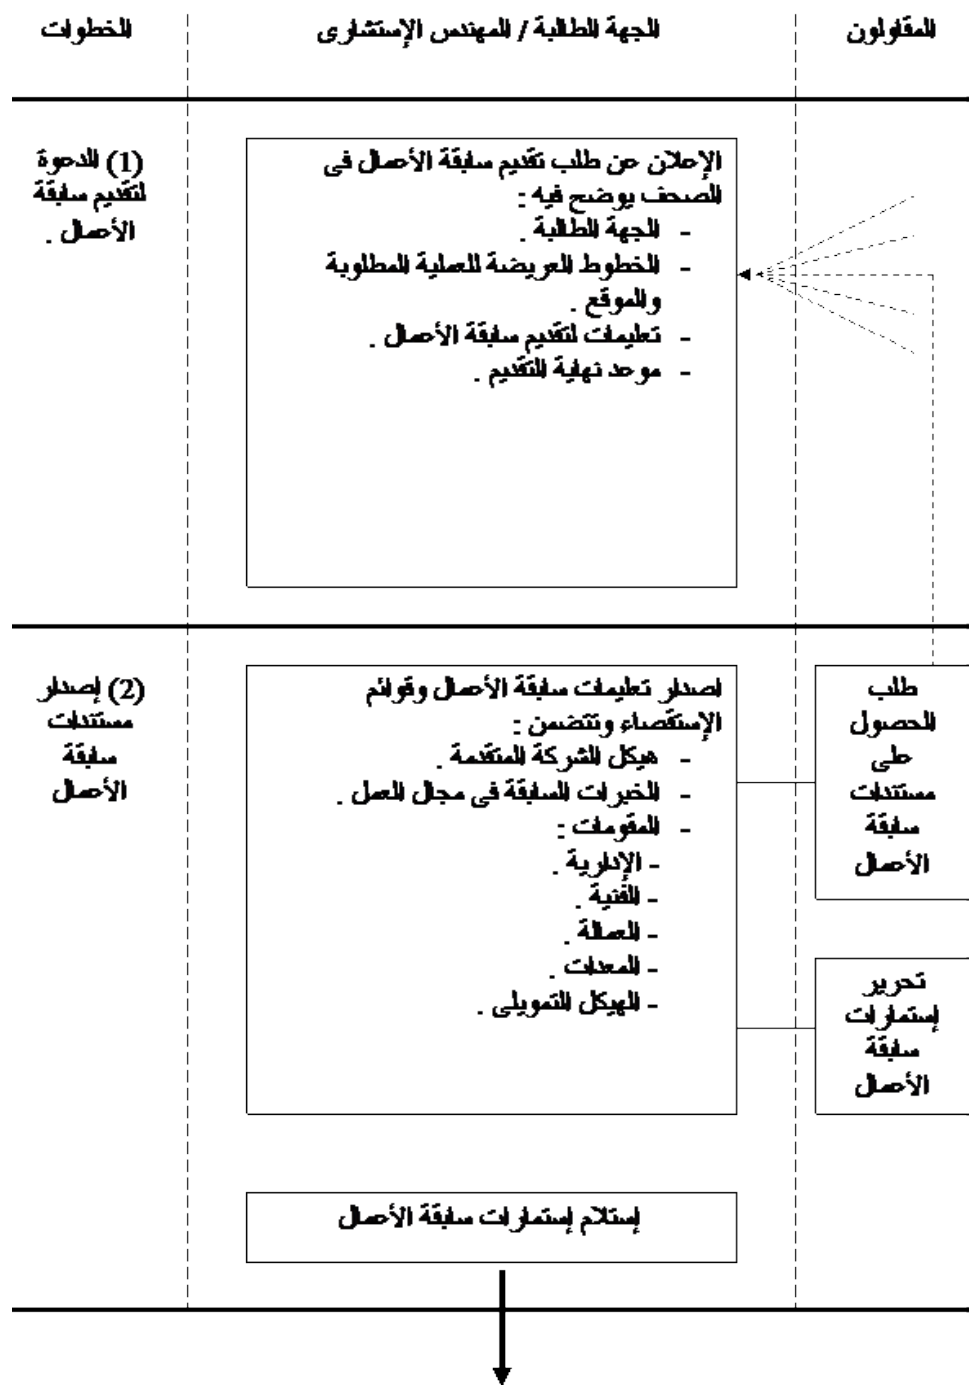 المقاولون
الجهة الطالبة / المهندس الإستشارى
الخطوات
الإعلان عن طلب تقديم سابقة الأعمال فى
الصحف يوضح فيه :
- الجهة الطالبة .
- الخطوط العريضة للعملية المطلوبة
والموقع .
- تعليمات لتقديم سابقة الأعمال .
- موعد نهاية التقديم .
(1) الدعوة
لتقديم سابقة
الأعمال .
طلب
الحصول
على
مستندات
سابقة
الأعمال
تحرير
إستمارات
سابقة
الأعمال
اصدار تعليمات سابقة الأعمال وقوائم
الإستقصاء وتتضمن :
- هيكل الشركة المتقدمة .
- الخبرات السابقة فى مجال العمل .
- المقومات :
- الإدارية .
- الفنية .
- العمالة .
- المعدات .
- الهيكل التمويلى .
إستلام إستمارات سابقة الأعمال
(2) إصدار
مستندات
سابقة
الأعمال